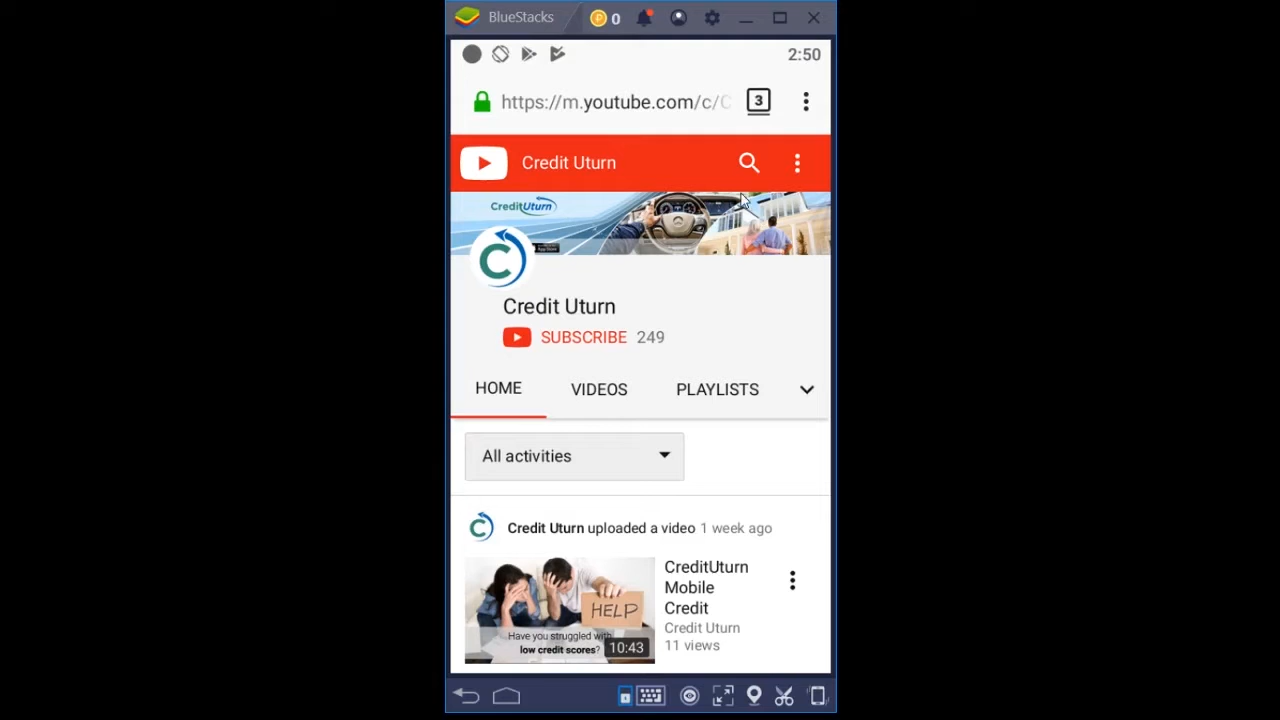 BlueStacks
0
2:50
https://m.youtube.com/c/C
3
Credit Uturn
CreditUturn
C
Credit Uturn
SUBSCRIBE 249
HOME
VIDEOS
PLAYLISTS
All activities
Credit Uturn uploaded a video 1 week ago
HELP
Have you struggled with
low credit scores?
10:43
CreditUturn
Mobile
Credit
Credit Uturn
11 views